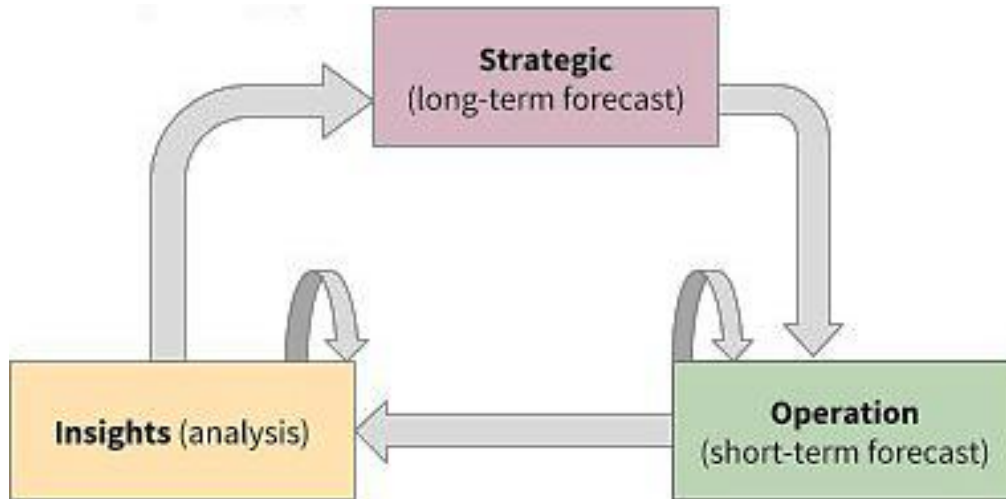 Strategic
(long-term forecast)
Insights (analysis)
Operation
(short-term forecast)